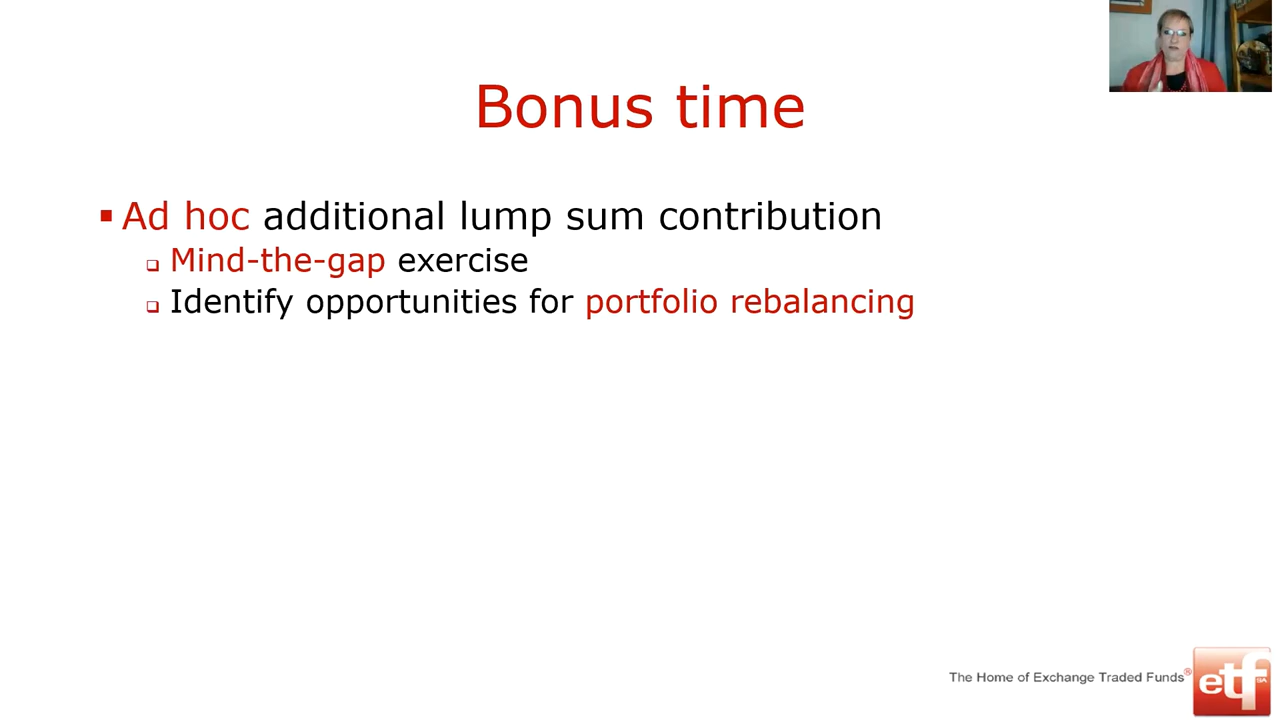 Bonus time
Ad hoc additional lump sum contribution
Mind-the-gap exercise
Identify opportunities for portfolio rebalancing
The Home of Exchange Traded Funds®
etf
SA